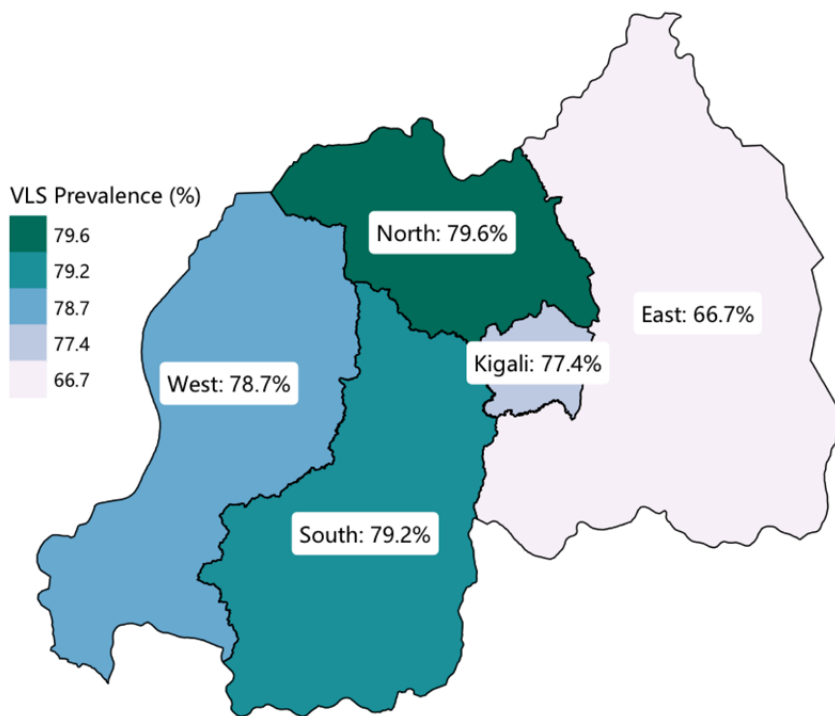 VLS Prevalence (%)
79.6
79.2
78.7
77.4
66.7
North: 79.6%
East: 66.7%
Kigali: 77.4%
West: 78.7%
South: 79.2%